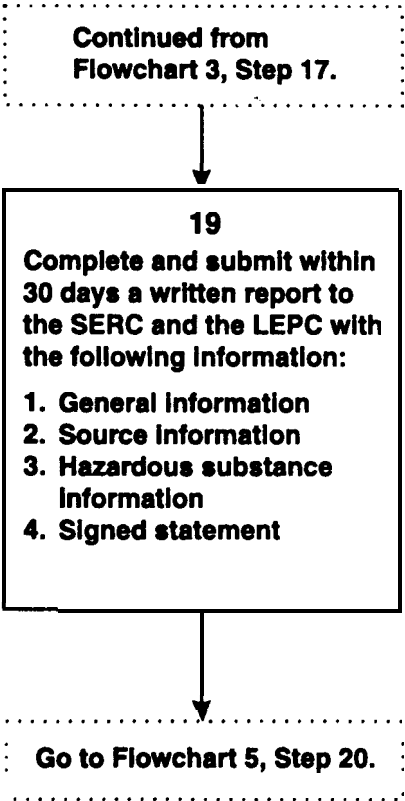 Continued from
Flowchart 3, Step 17.
19
Complete and submit within
30 days a written report to
the SERC and the LEPC with
the following information:
1. General information
2. Source information
3. Hazardous substance
information
4. Signed statement
Go to Flowchart 5, Step 20.